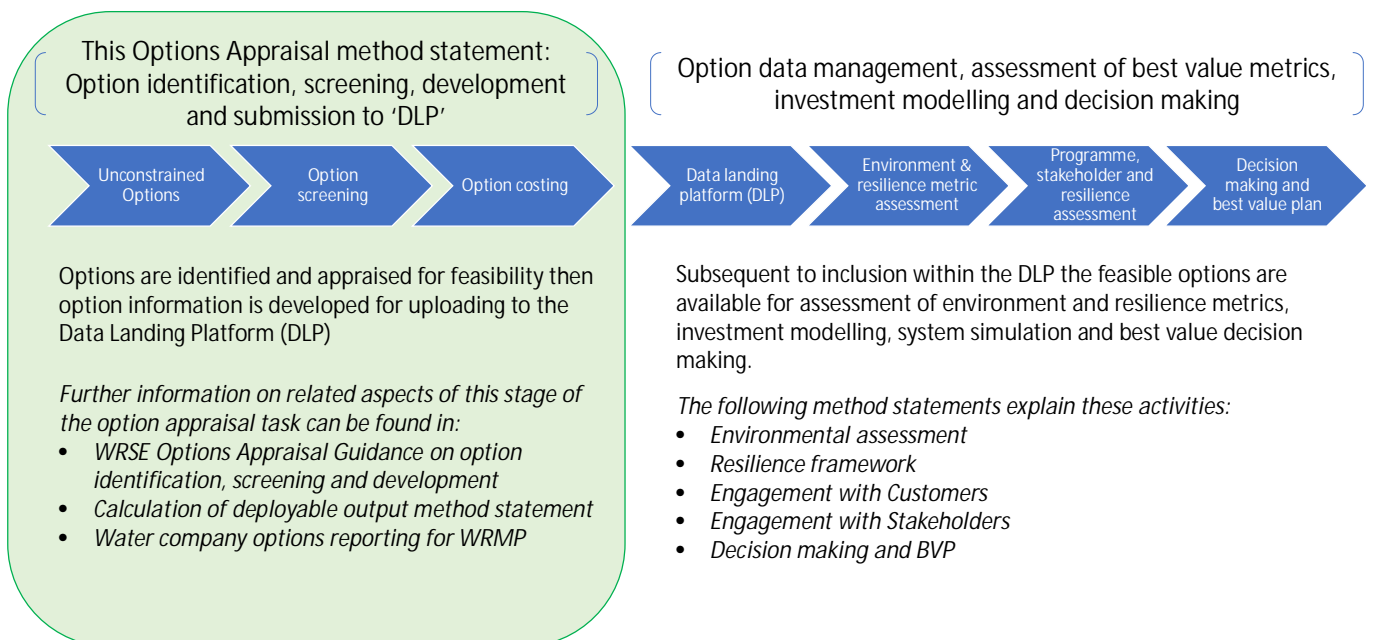 This Options Appraisal method statement:
Option identification, screening, development
and submission to ‘DLP’
Unconstrained
Options
Option
screening
Option costing
Options are identified and appraised for feasibility then
option information is developed for uploading to the
Data Landing Platform (DLP)
Further information on related aspects of this stage of
the option appraisal task can be found in:
• WRSE Options Appraisal Guidance on option
identification, screening and development
• Calculation of deployable output method statement
• Water company options reporting for WRMP
Option data management, assessment of best value metrics,
investment modelling and decision making
Data landing
platform (DLP)
Environment &
resilience metric
assessment
Programme,
stakeholder and
resilience
assessment
Decision
making and
best value plan
Subsequent to inclusion within the DLP the feasible options are
available for assessment of environment and resilience metrics,
investment modelling, system simulation and best value decision
making.
The following method statements explain these activities:
• Environmental assessment
• Resilience framework
• Engagement with Customers
• Engagement with Stakeholders
• Decision making and BVP